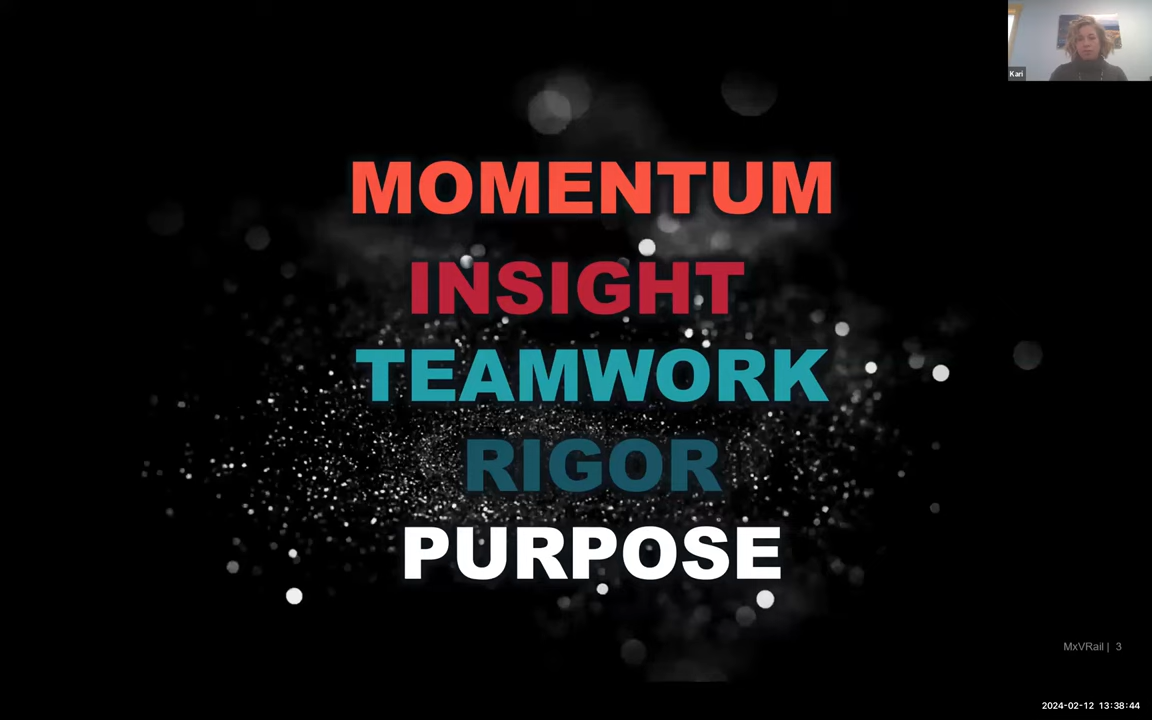 Kari
MOMENTUM
INSIGHT
TEAMWORK
RIGOR
PURPOSE
MxVRail | 3
2024-02-12 13:38:44